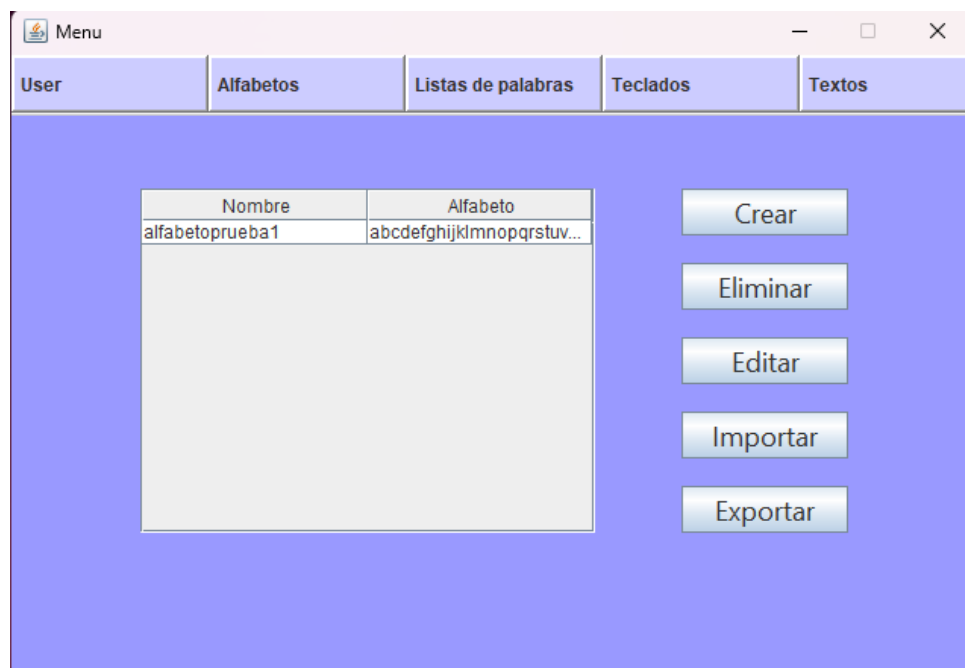 Menu
User Alfabetos Listas de palabras Teclados Textos
Nombre Alfabeto
alfabetoprueba1 abcdefghijklmnopqrstuv...
Crear
Eliminar
Editar
Importar
Exportar